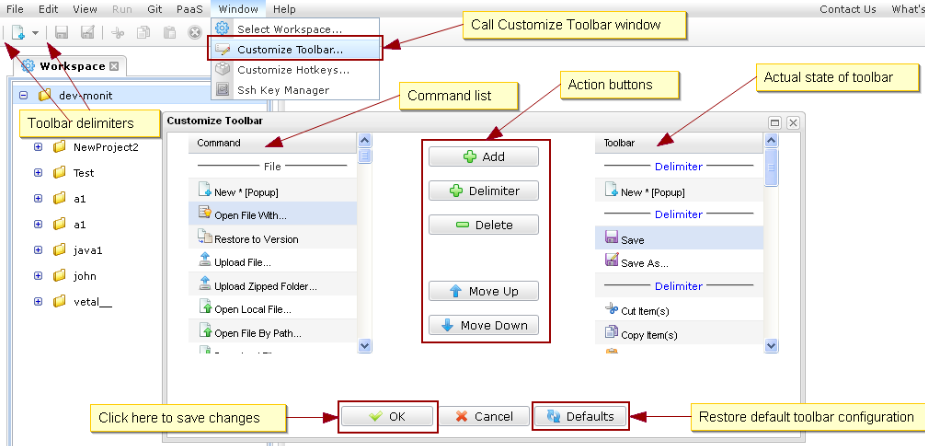 File Edit View Run Git PaaS Window Help Contact Us What's
Select Workspace...
Customize Toolbar...
Customize Hotkeys...
Ssh Key Manager
Call Customize Toolbar window
Workspace
dev-monit
Toolbar delimiters
NewProject2
Test
a1
a1
java1
john
vetal__
Command list
Action buttons
Actual state of toolbar
Customize Toolbar
Command
File
New * [Popup]
Open File With...
Restore to Version
Upload File...
Upload Zipped Folder...
Open Local File...
Open File By Path...
Add
Delimiter
Delete
Move Up
Move Down
Toolbar
Delimiter
New * [Popup]
Delimiter
Save
Save As...
Delimiter
Cut Item(s)
Copy Item(s)
Click here to save changes
OK Cancel Defaults
Restore default toolbar configuration